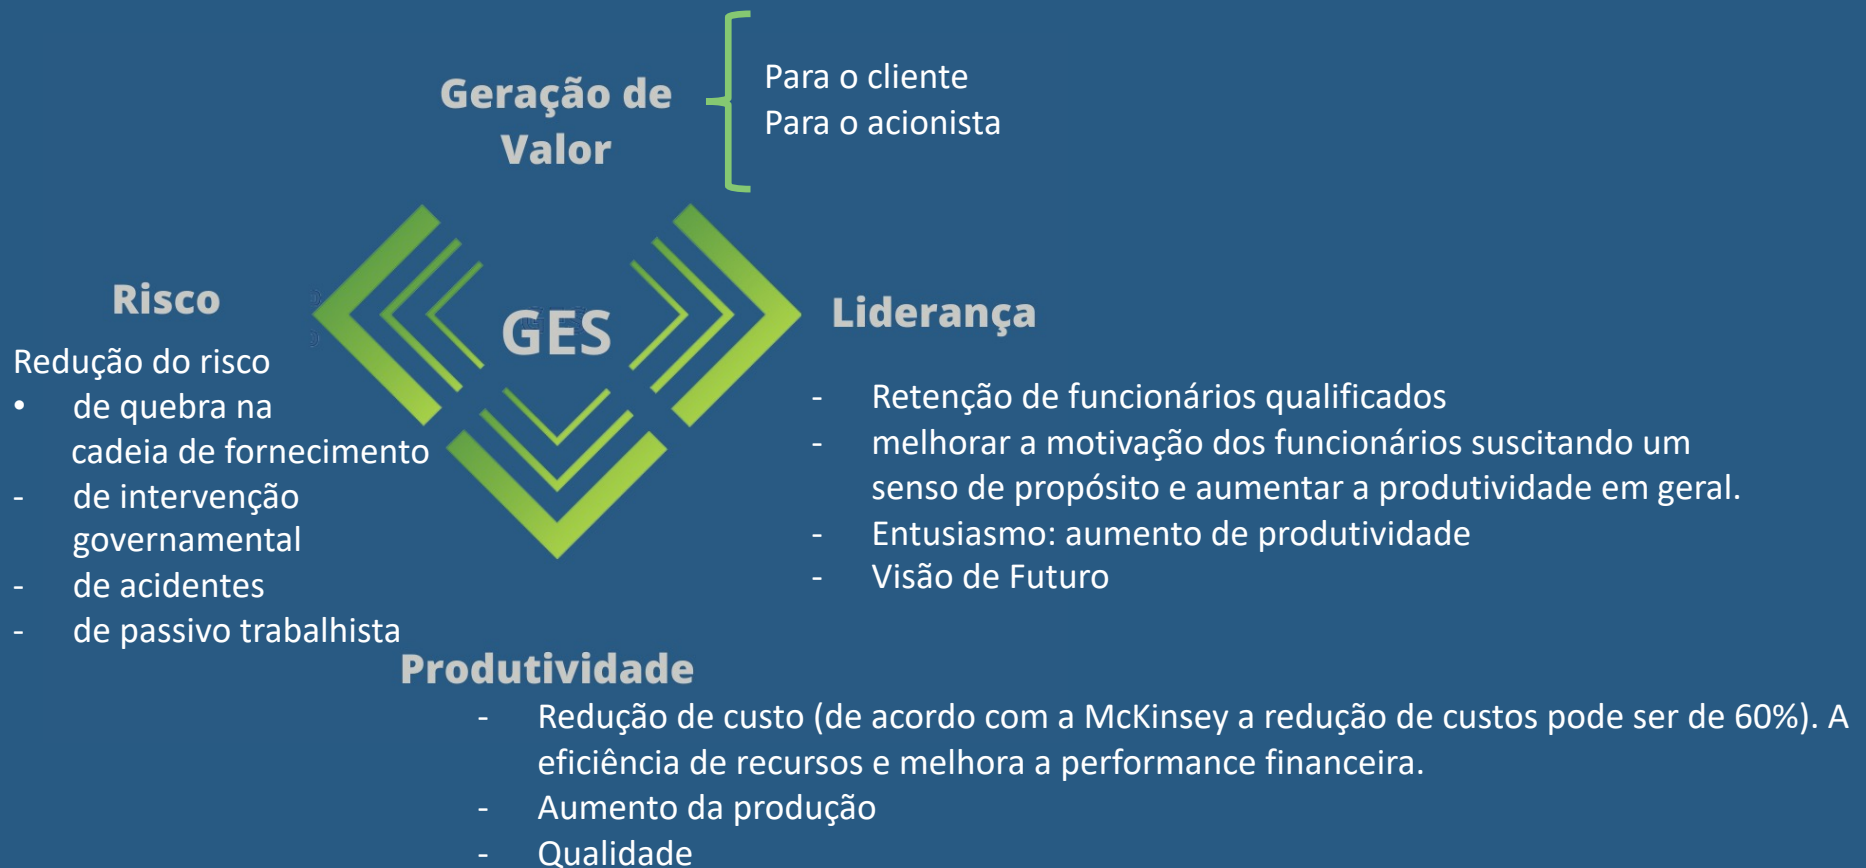 Geração de
Valor
Para o cliente
Para o acionista
Risco
Redução do risco
• de quebra na
cadeia de fornecimento
- de intervenção
governamental
- de acidentes
- de passivo trabalhista
GES
Liderança
- Retenção de funcionários qualificados
- melhorar a motivação dos funcionários suscitando um
senso de propósito e aumentar a produtividade em geral.
- Entusiasmo: aumento de produtividade
- Visão de Futuro
Produtividade
- Redução de custo (de acordo com a McKinsey a redução de custos pode ser de 60%). A
eficiência de recursos e melhora a performance financeira.
- Aumento da produção
- Qualidade